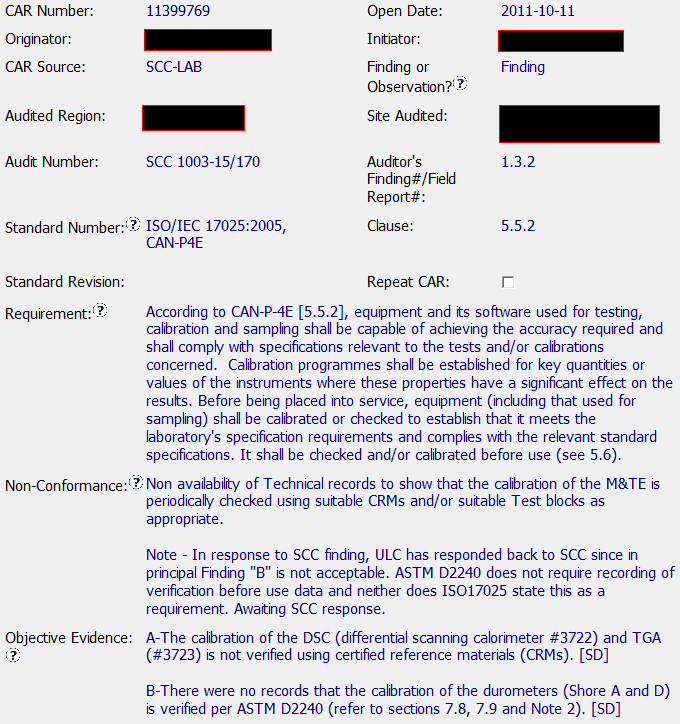 CAR Number: 11399769 Open Date: 2011-10-11
Originator: Initiator:
CAR Source: SCC-LAB Finding or Finding
Observation??
Audited Region: Site Audited:
Audit Number: SCC 1003-15/170 Auditor's 1.3.2
Finding#/Field
Report#:
Standard Number:? ISO/IEC 17025:2005, Clause: 5.5.2
CAN-P4E
Standard Revision: Repeat CAR:
Requirement:? According to CAN-P-4E [5.5.2], equipment and its software used for testing,
calibration and sampling shall be capable of achieving the accuracy required and
shall comply with specifications relevant to the tests and/or calibrations
concerned.  Calibration programmes shall be established for key quantities or
values of the instruments where these properties have a significant effect on the
results. Before being placed into service, equipment (including that used for
sampling) shall be calibrated or checked to establish that it meets the
laboratory's specification requirements and complies with the relevant standard
specifications. It shall be checked and/or calibrated before use (see 5.6).
Non-Conformance:? Non availability of Technical records to show that the calibration of the M&TE is
periodically checked using suitable CRMs and/or suitable Test blocks as
appropriate.
Note - In response to SCC finding, ULC has responded back to SCC since in
principal Finding "B" is not acceptable. ASTM D2240 does not require recording of
verification before use data and neither does ISO17025 state this as a
requirement. Awaiting SCC response.
Objective Evidence: A-The calibration of the DSC (differential scanning calorimeter #3722) and TGA
? (#3723) is not verified using certified reference materials (CRMs). [SD]
B-There were no records that the calibration of the durometers (Shore A and D)
is verified per ASTM D2240 (refer to sections 7.8, 7.9 and Note 2). [SD]